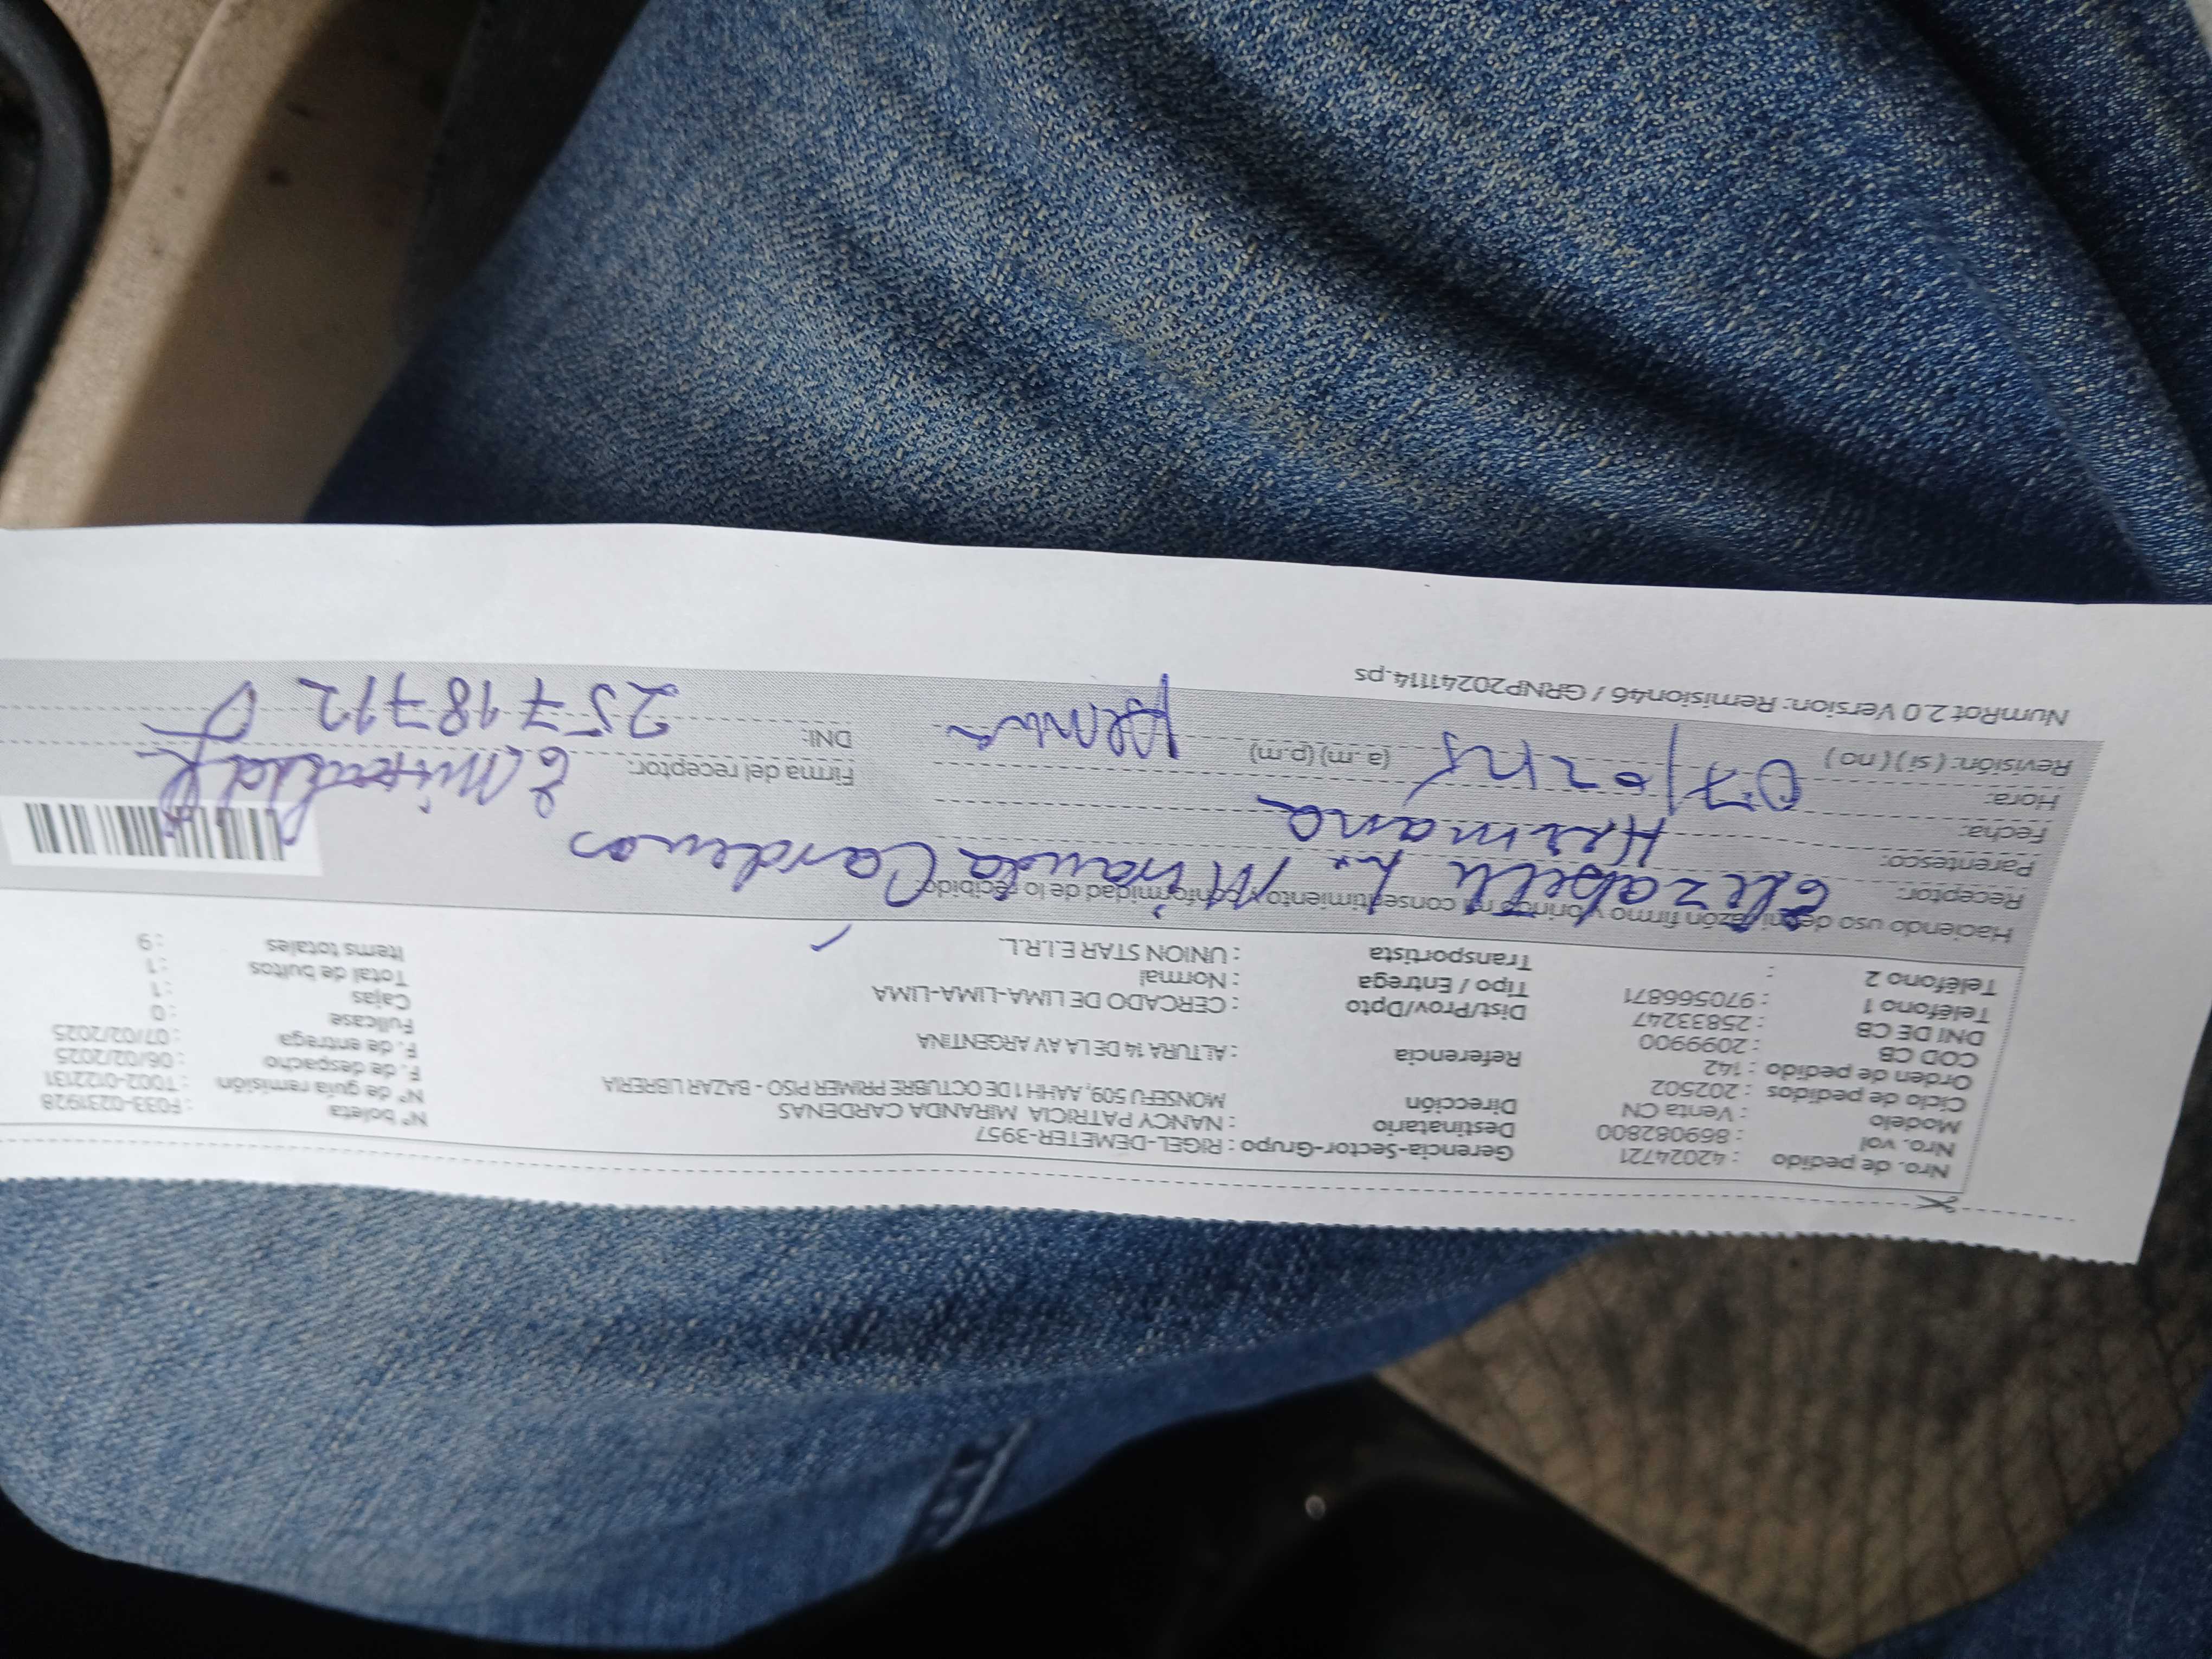 Nro. de pedido : 42024721
Nro. vol : 869082800
Modelo : Venta CN
Ciclo de pedidos : 202502
Orden de pedido : 142
COD CB : 2099900
DNI DE CB : 25833247
Teléfono 1 : 970566871
Teléfono 2 :
Gerencia-Sector-Grupo : RIGEL-DEMETER-3957
Destinatario : NANCY PATRICIA MIRANDA CARDENAS
Dirección MONSEFU 509, AAHH 1 DE OCTUBRE PRIMER PISO - BAZAR LIBRERIA
Referencia : ALTURA 14 DE LA AV ARGENTINA
Dist/Prov/Dpto : CERCADO DE LIMA-LIMA-LIMA
Tipo / Entrega : Normal
Transportista : UNION STAR E.I.R.L.
N° boleta : F033-0231928
N° de guía remisión : T002-0122131
F. de despacho : 06/02/2025
F. de entrega : 07/02/2025
Fullcase : 0
Cajas : 1
Total de bultos : 1
Items totales : 9
Haciendo uso de mi razón firmo y brindo mi consentimiento y conformidad de lo recibido:
Receptor: Elizabeth L. Miranda Cardenas
Parentesco: Hermana
Fecha: 07/02/25
Hora: (a.m) (p.m)
Revisión: ( si ) ( no )
Firma del receptor: E. Miranda
DNI: 25718712
NumRot 2.0 Version: Remision46 / GRNP20241114.ps